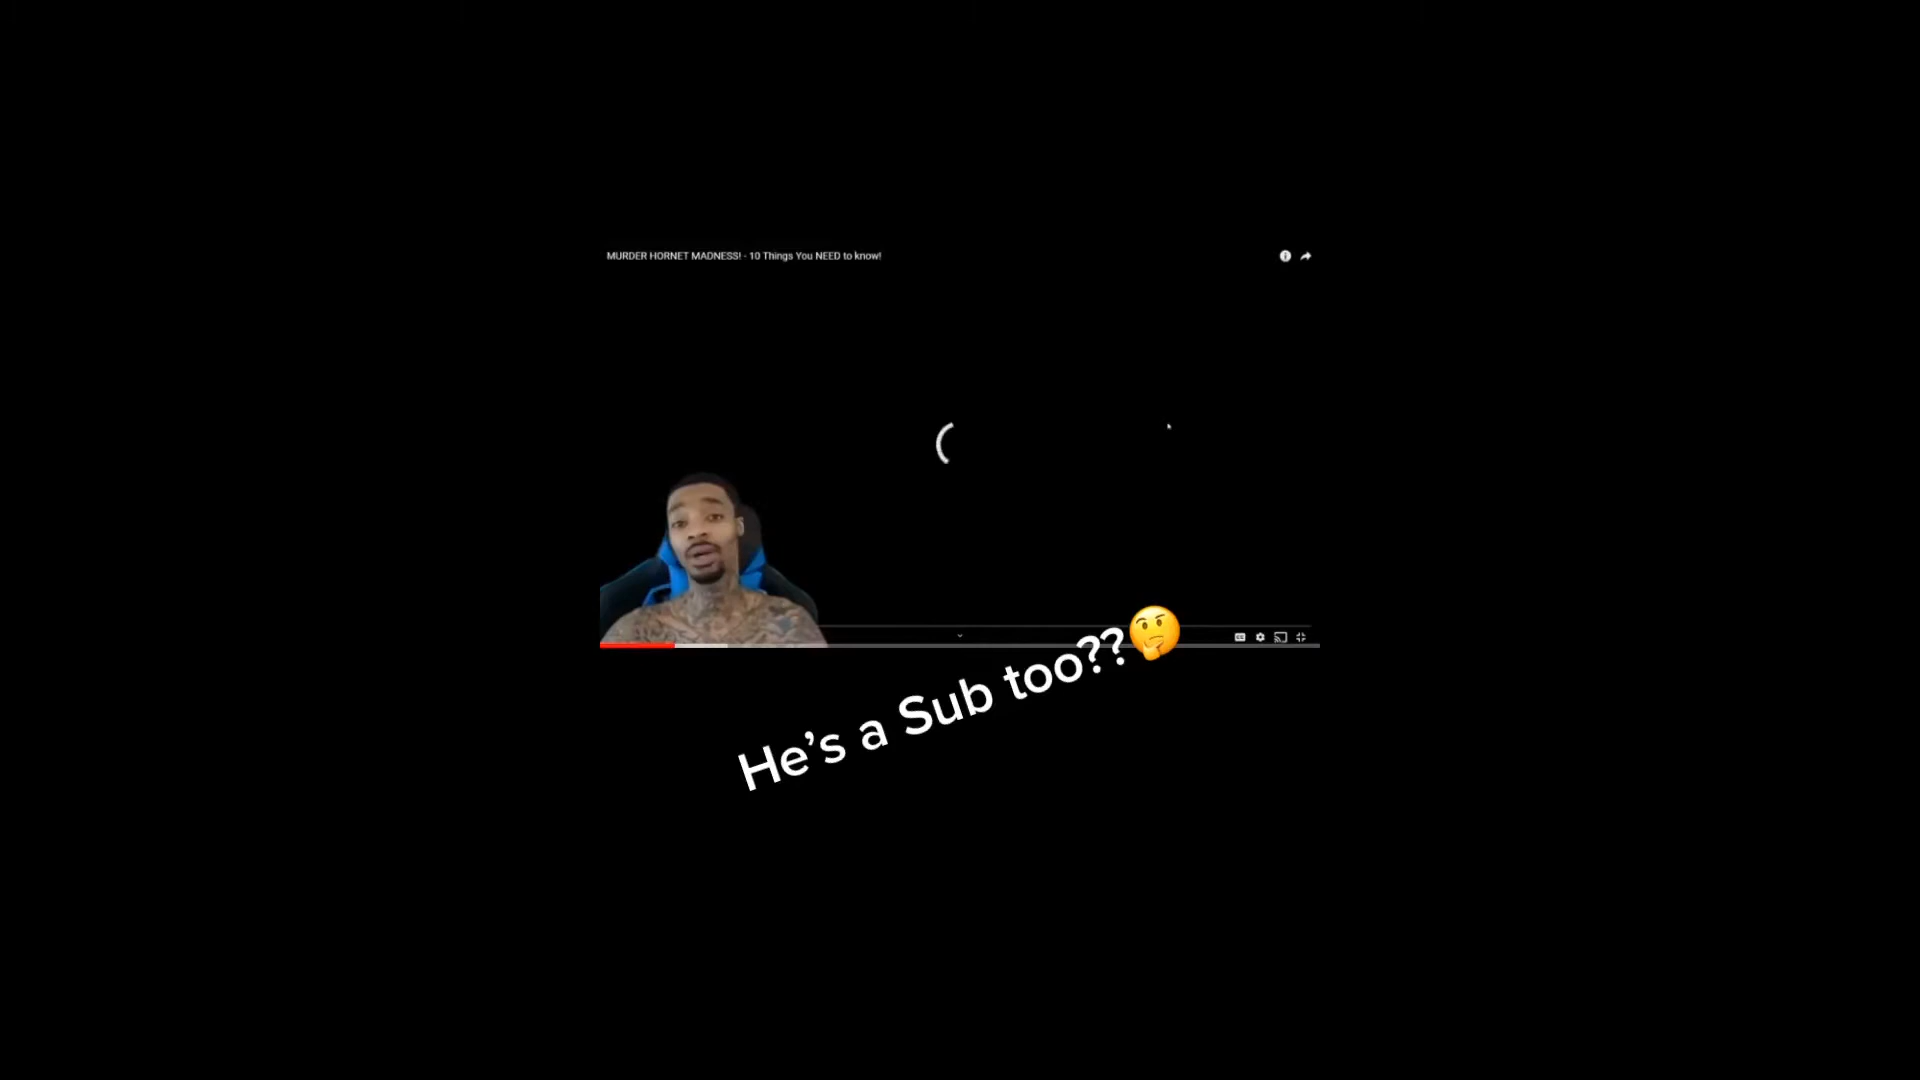 MURDER HORNET MADNESS! - 10 Things You NEED to know!
He's a Sub too??🤔